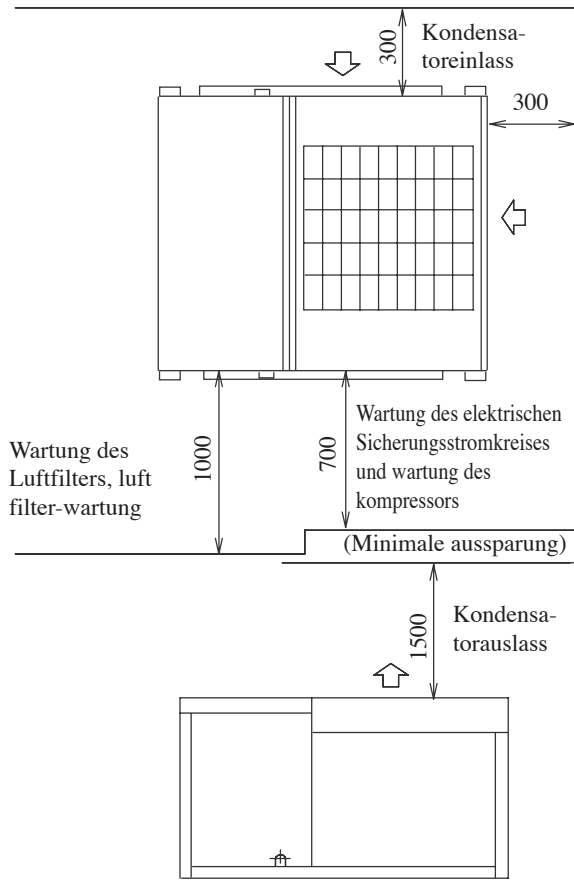 300
Kondensa-
toreinlass
300
Wartung des
Luftfilters, luft
filter-wartung
1000
700
Wartung des elektrischen
Sicherungsstromkreises
und wartung des
kompressors
(Minimale aussparung)
1500
Kondensa-
torauslass